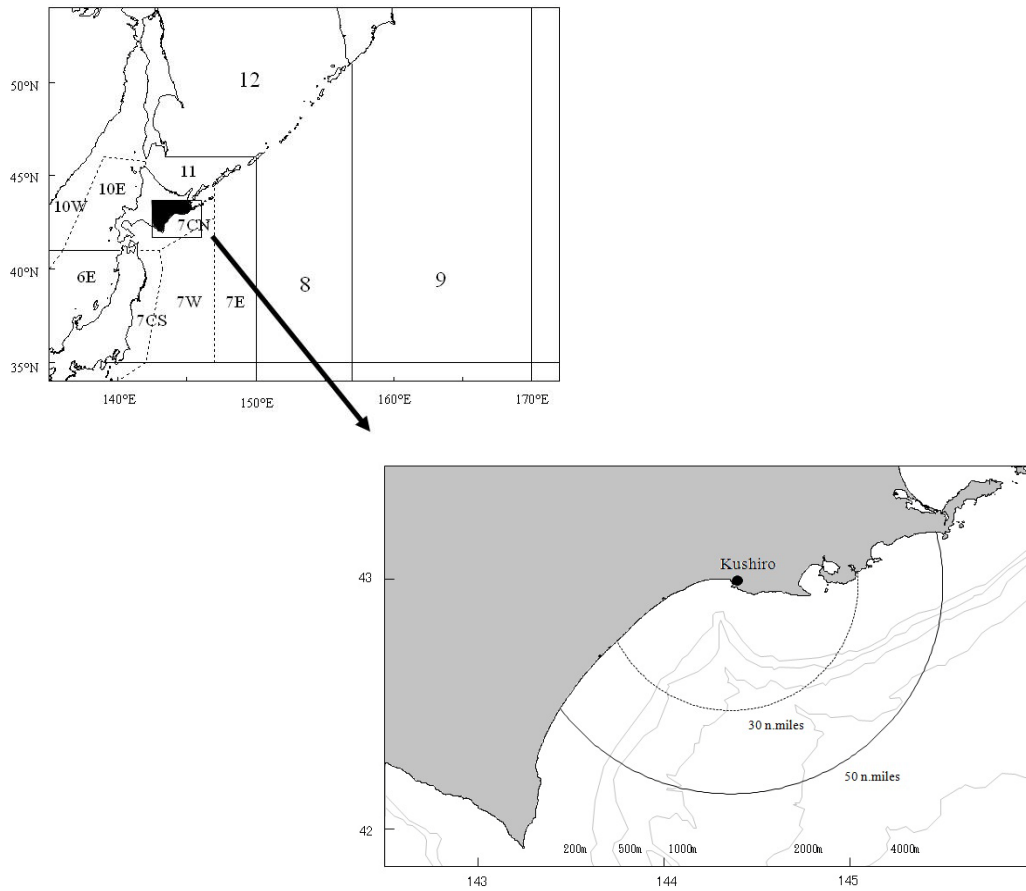 50°N
12
45°N
11
10E
10W
7CN
40°N
6E
8
9
7W
7E
7CS
35°N
140°E
150°E
160°E
170°E
43
Kushiro
30 n.miles
50 n.miles
42
200m
500m
1000m
2000m
4000m
143
144
145